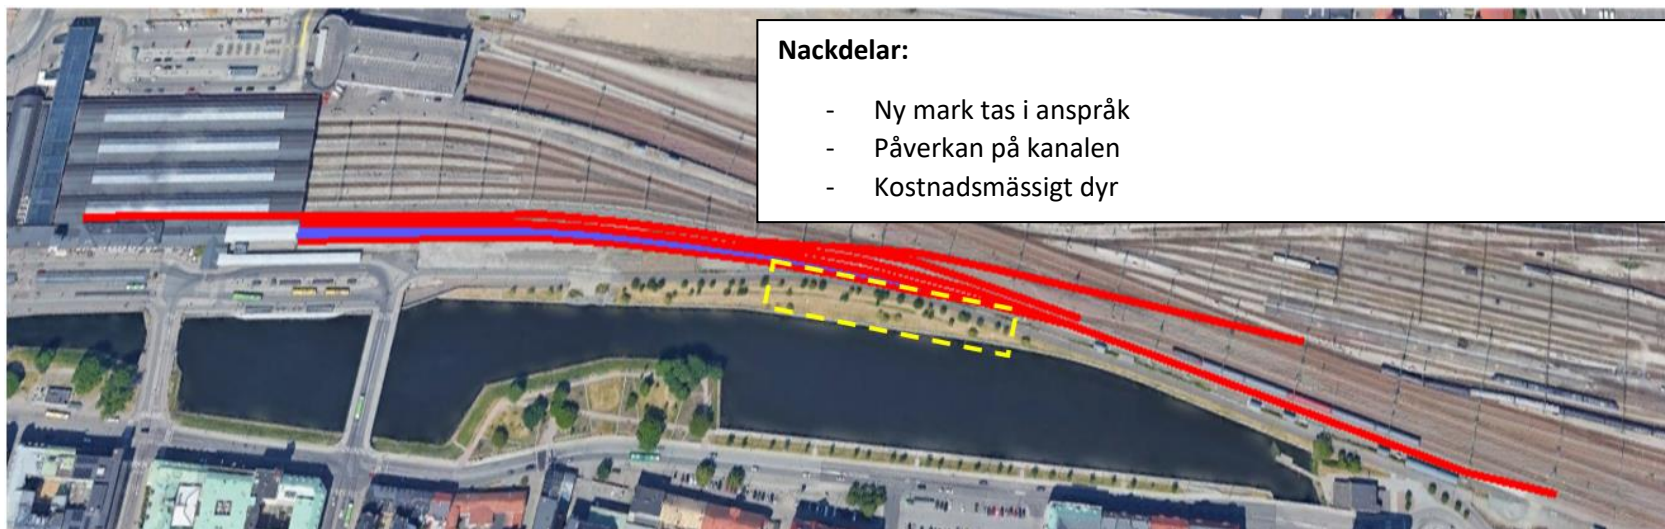 Nackdelar:
- Ny mark tas i anspråk
- Påverkan på kanalen
- Kostnadsmässigt dyr